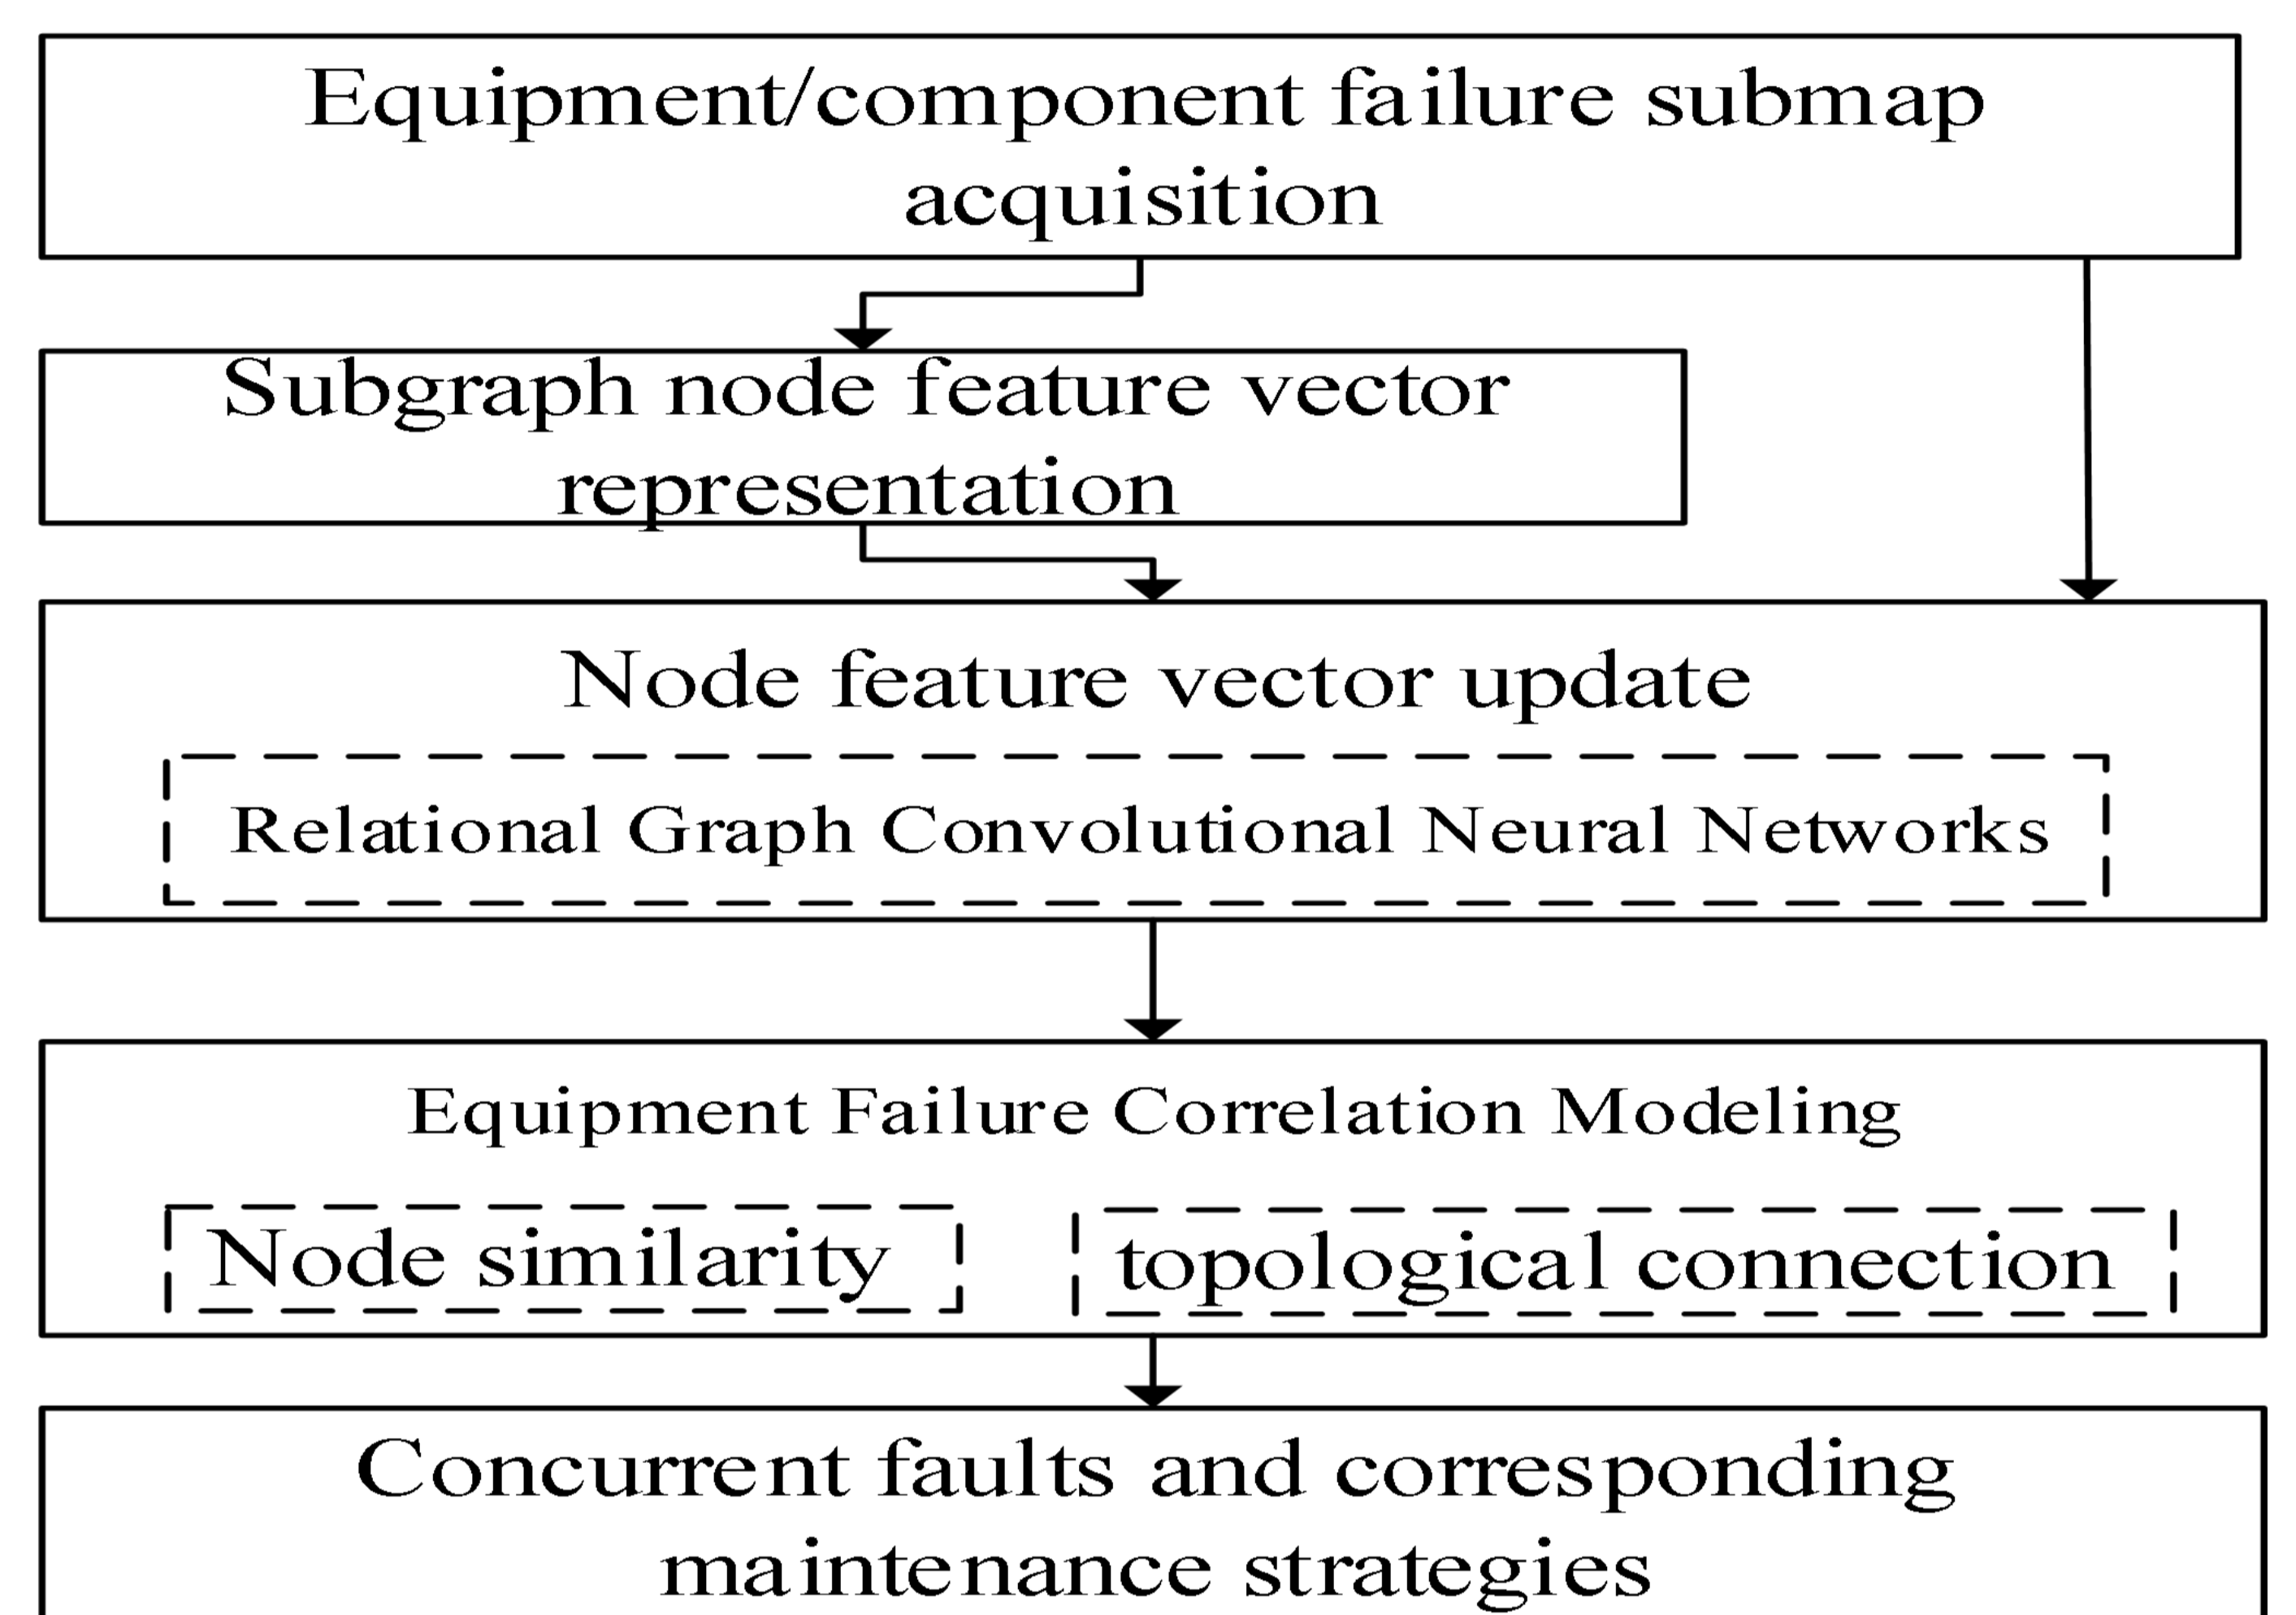 Equipment/component failure submap
acquisition
Subgraph node feature vector
representation
Node feature vector update
Relational Graph Convolutional Neural Networks
Equipment Failure Correlation Modeling
Node similarity
topological connection
Concurrent faults and corresponding
maintenance strategies